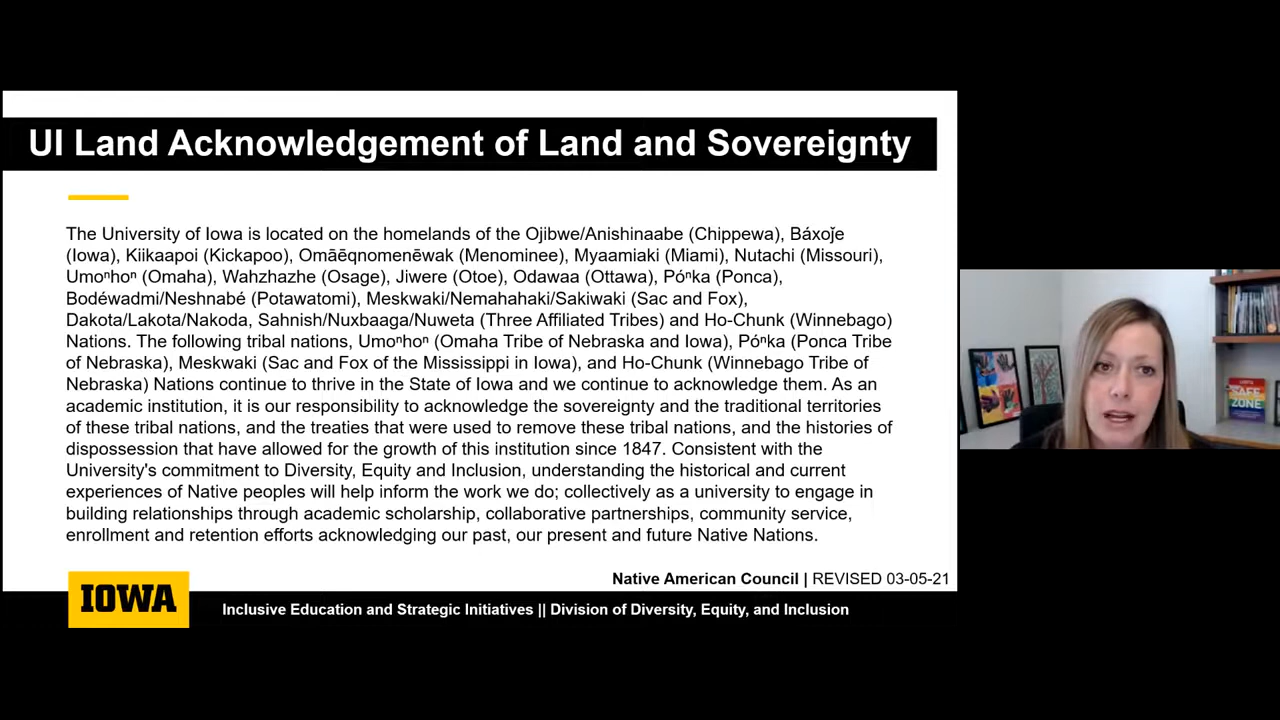 UI Land Acknowledgement of Land and Sovereignty
The University of Iowa is located on the homelands of the Ojibwe/Anishinaabe (Chippewa), Báxoǰe
(Iowa), Kiikaapoi (Kickapoo), Omāēqnomenēwak (Menominee), Myaamiaki (Miami), Nutachi (Missouri),
Umoⁿhoⁿ (Omaha), Wahzhazhe (Osage), Jiwere (Otoe), Odawaa (Ottawa), Póⁿka (Ponca),
Bodéwadmi/Neshnabé (Potawatomi), Meskwaki/Nemahahaki/Sakiwaki (Sac and Fox),
Dakota/Lakota/Nakoda, Sahnish/Nuxbaaga/Nuweta (Three Affiliated Tribes) and Ho-Chunk (Winnebago)
Nations. The following tribal nations, Umoⁿhoⁿ (Omaha Tribe of Nebraska and Iowa), Póⁿka (Ponca Tribe
of Nebraska), Meskwaki (Sac and Fox of the Mississippi in Iowa), and Ho-Chunk (Winnebago Tribe of
Nebraska) Nations continue to thrive in the State of Iowa and we continue to acknowledge them. As an
academic institution, it is our responsibility to acknowledge the sovereignty and the traditional territories
of these tribal nations, and the treaties that were used to remove these tribal nations, and the histories of
dispossession that have allowed for the growth of this institution since 1847. Consistent with the
University's commitment to Diversity, Equity and Inclusion, understanding the historical and current
experiences of Native peoples will help inform the work we do; collectively as a university to engage in
building relationships through academic scholarship, collaborative partnerships, community service,
enrollment and retention efforts acknowledging our past, our present and future Native Nations.
Native American Council | REVISED 03-05-21
IOWA
Inclusive Education and Strategic Initiatives || Division of Diversity, Equity, and Inclusion
SAFE
ZONE